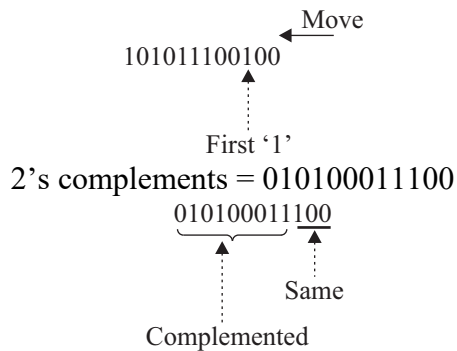 Move
101011100100
First ‘1’
2’s complements = 010100011100
010100011100
Same
Complemented